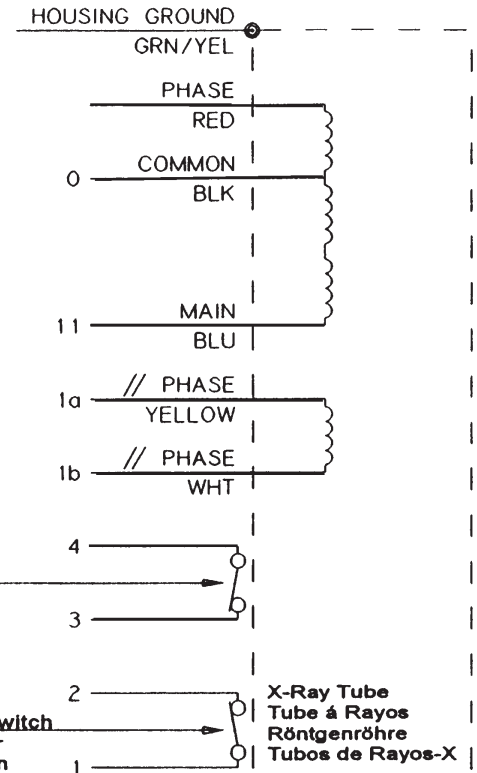 HOUSING GROUND
GRN/YEL
PHASE
RED
0 COMMON
BLK
11 MAIN
BLU
1a // PHASE
YELLOW
1b // PHASE
WHT
4
3
2
witch
1
X-Ray Tube
Tube á Rayos
Röntgenröhre
Tubos de Rayos-X